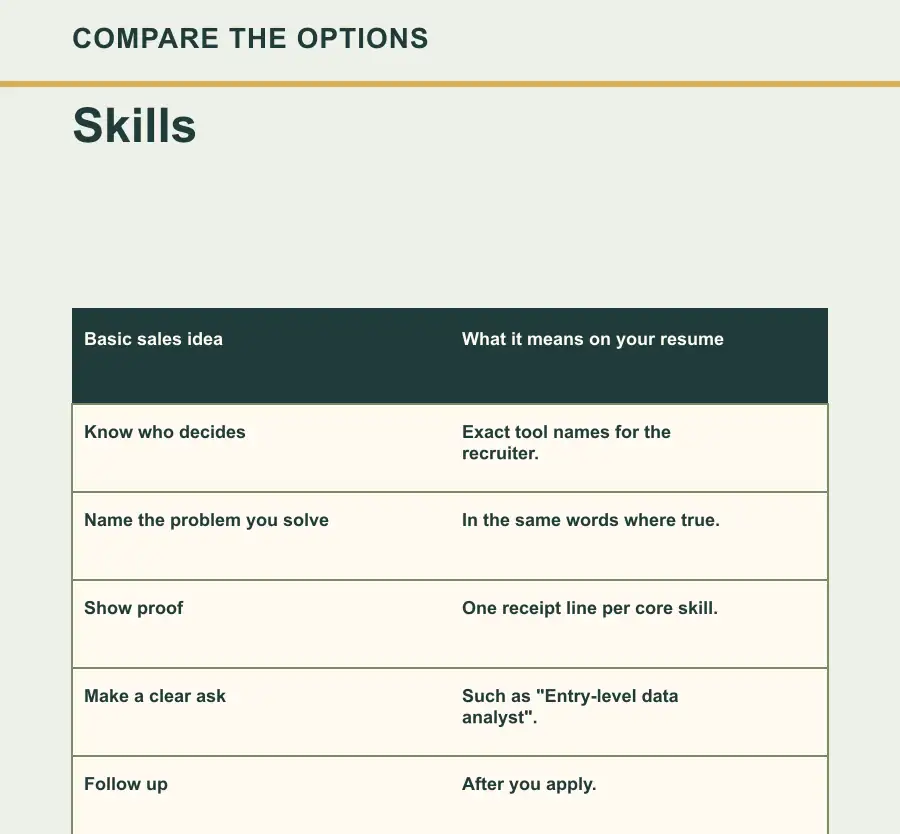 COMPARE THE OPTIONS
Skills
Basic sales idea
What it means on your resume
Know who decides
Exact tool names for the
recruiter.
Name the problem you solve
In the same words where true.
Show proof
One receipt line per core skill.
Make a clear ask
Such as "Entry-level data
analyst".
Follow up
After you apply.